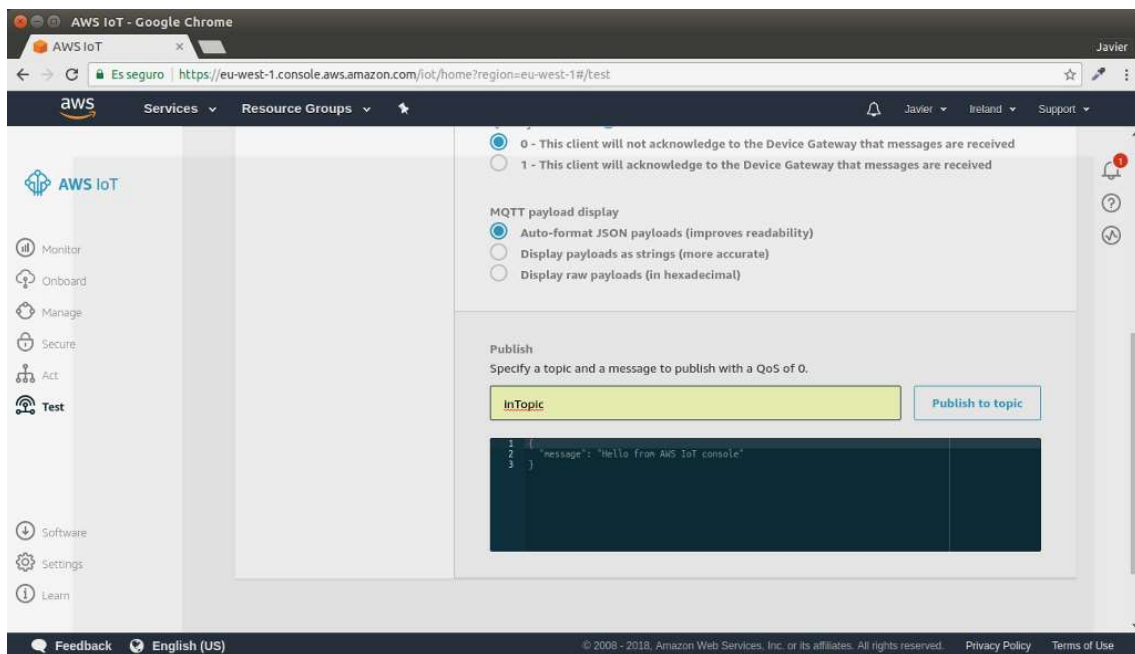 AWS IoT - Google Chrome
AWS IoT
Javier
Es seguro https://eu-west-1.console.aws.amazon.com/iot/home?region=eu-west-1#/test
aws Services Resource Groups Javier Ireland Support
0 - This client will not acknowledge to the Device Gateway that messages are received
1 - This client will acknowledge to the Device Gateway that messages are received
1
AWS IoT
MQTT payload display
Auto-format JSON payloads (improves readability)
Display payloads as strings (more accurate)
Display raw payloads (in hexadecimal)
Monitor
Onboard
Manage
Secure
Act
Test
Publish
Specify a topic and a message to publish with a QoS of 0.
inTopic
Publish to topic
1 {
2 "message": "Hello from AWS IoT console"
3 }
Software
Settings
Learn
Feedback English (US) © 2008 - 2018, Amazon Web Services, Inc. or its affiliates. All rights reserved. Privacy Policy Terms of Use